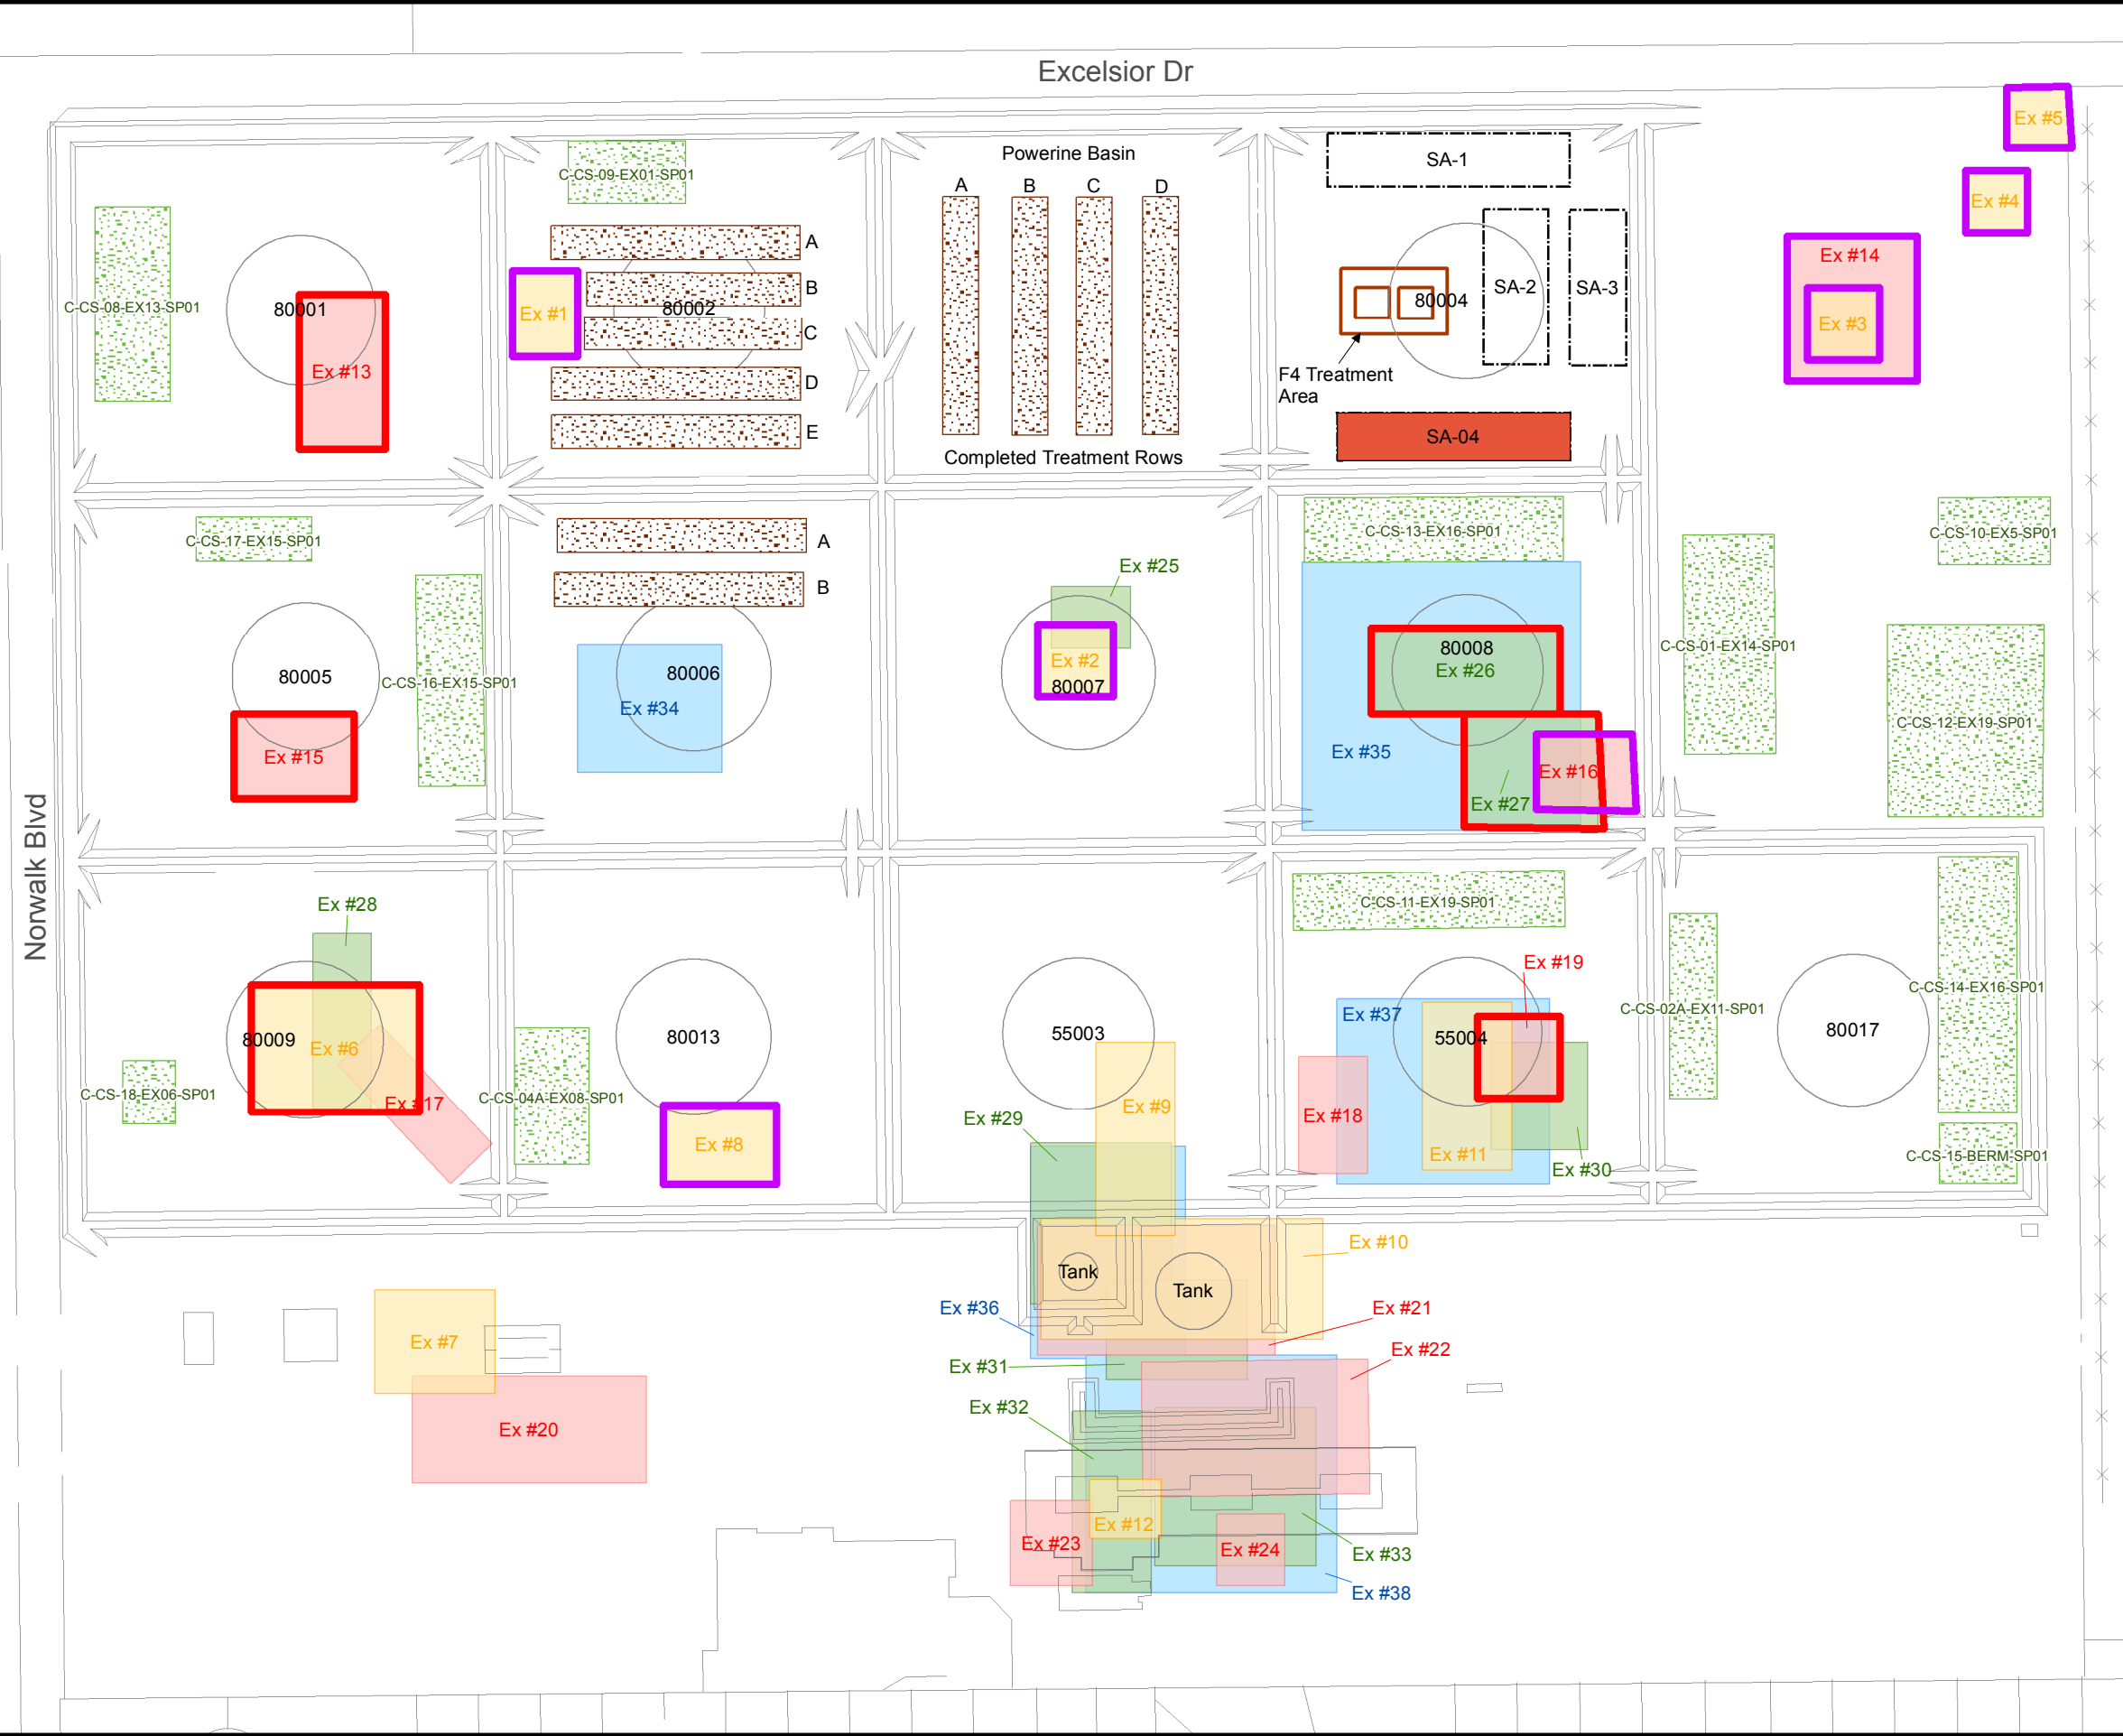 Excelsior Dr
Norwalk Blvd
Ex #5
Ex #4
Ex #14
Ex #3
Powerine Basin
A
B
C
D
Completed Treatment Rows
SA-1
SA-2
SA-3
80004
F4 Treatment
Area
SA-04
C-CS-09-EX01-SP01
A
B
C
D
E
Ex #1
80002
C-CS-08-EX13-SP01
80001
Ex #13
C-CS-17-EX15-SP01
80005
C-CS-16-EX15-SP01
Ex #15
A
B
80006
Ex #34
Ex #25
Ex #2
80007
C-CS-13-EX16-SP01
80008
Ex #26
Ex #35
Ex #16
Ex #27
C-CS-01-EX14-SP01
C-CS-10-EX5-SP01
C-CS-12-EX19-SP01
Ex #28
80009
Ex #6
Ex #17
C-CS-18-EX06-SP01
C-CS-04A-EX08-SP01
80013
Ex #8
55003
Ex #9
Ex #29
C-CS-11-EX19-SP01
Ex #19
Ex #37
55004
Ex #18
Ex #11
Ex #30
C-CS-02A-EX11-SP01
80017
C-CS-14-EX16-SP01
C-CS-15-BERM-SP01
Ex #10
Tank
Tank
Ex #36
Ex #21
Ex #31
Ex #22
Ex #32
Ex #7
Ex #20
Ex #12
Ex #23
Ex #24
Ex #33
Ex #38